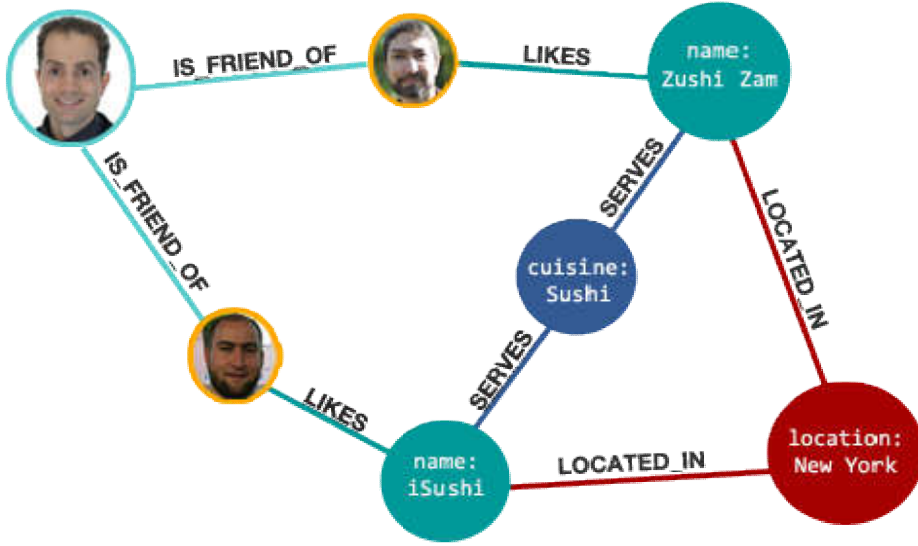 IS_FRIEND_OF
LIKES
name:
Zushi Zam
IS_FRIEND_OF
SERVES
LOCATED_IN
cuisine:
Sushi
SERVES
LIKES
name:
iSushi
LOCATED_IN
location:
New York